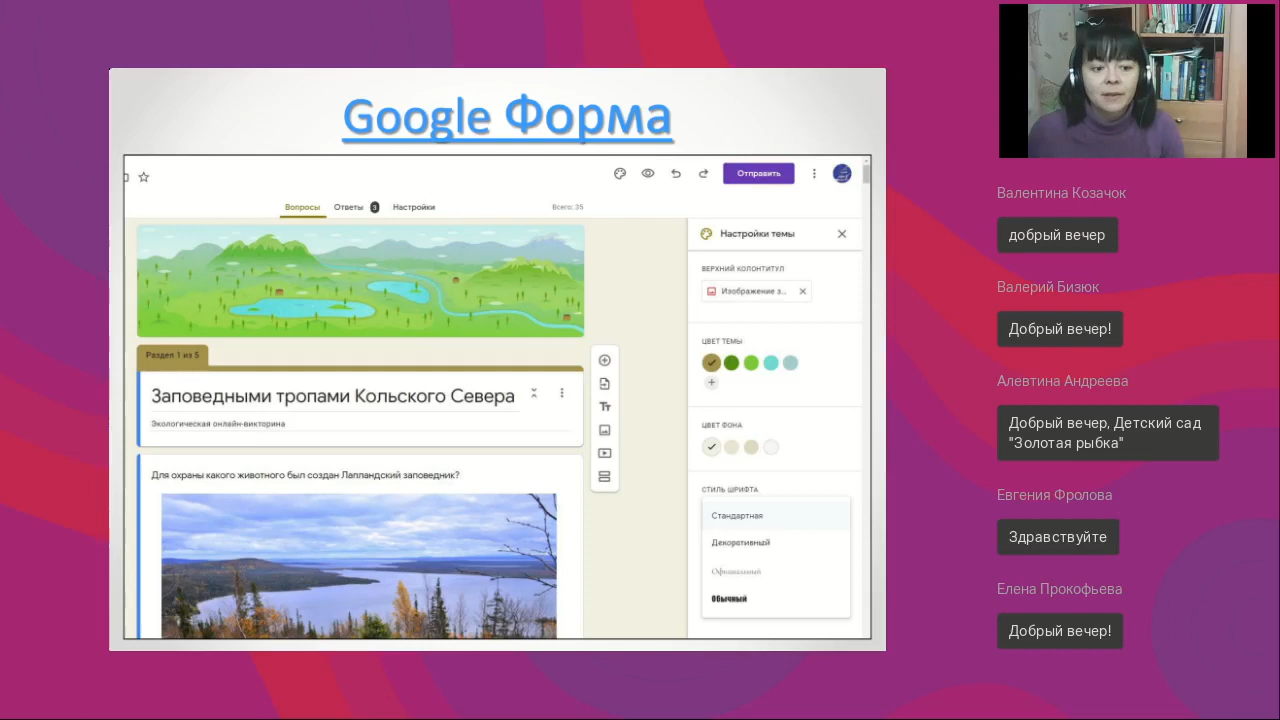 Google Форма
Отправить
Вопросы
Ответы
3
Настройки
Всего: 35
Настройки темы
ВЕРХНИЙ КОЛОНТИТУЛ
Изображение з...
ЦВЕТ ТЕМЫ
ЦВЕТ ФОНА
СТИЛЬ ШРИФТА
Стандартная
Декоративный
Официальный
Обычный
Раздел 1 из 5
Заповедными тропами Кольского Севера
Экологическая онлайн-викторина
Для охраны какого животного был создан Лапландский заповедник?
Tт
Валентина Козачок
добрый вечер
Валерий Бизюк
Добрый вечер!
Алевтина Андреева
Добрый вечер, Детский сад
"Золотая рыбка"
Евгения Фролова
Здравствуйте
Елена Прокофьева
Добрый вечер!